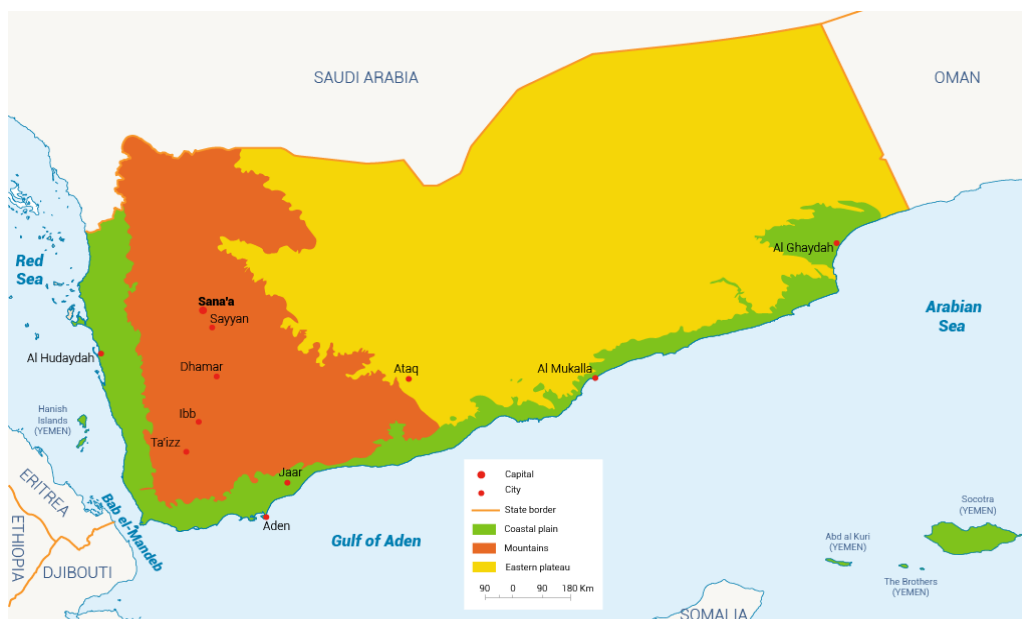 SAUDI ARABIA
OMAN
Red
Sea
Al Ghaydah
Sana'a
Sayyan
Arabian
Sea
Al Hudaydah
Dhamar
Ataq
Al Mukalla
Hanish
Islands
(YEMEN)
Ibb
Ta'izz
Jaar
Aden
ERITREA
Bab el-Mandeb
ETHIOPIA
DJIBOUTI
Gulf of Aden
Capital
City
State border
Coastal plain
Mountains
Eastern plateau
90 0 90 180 Km
Socotra
(YEMEN)
Abd al Kuri
(YEMEN)
The Brothers
(YEMEN)
SOMALIA